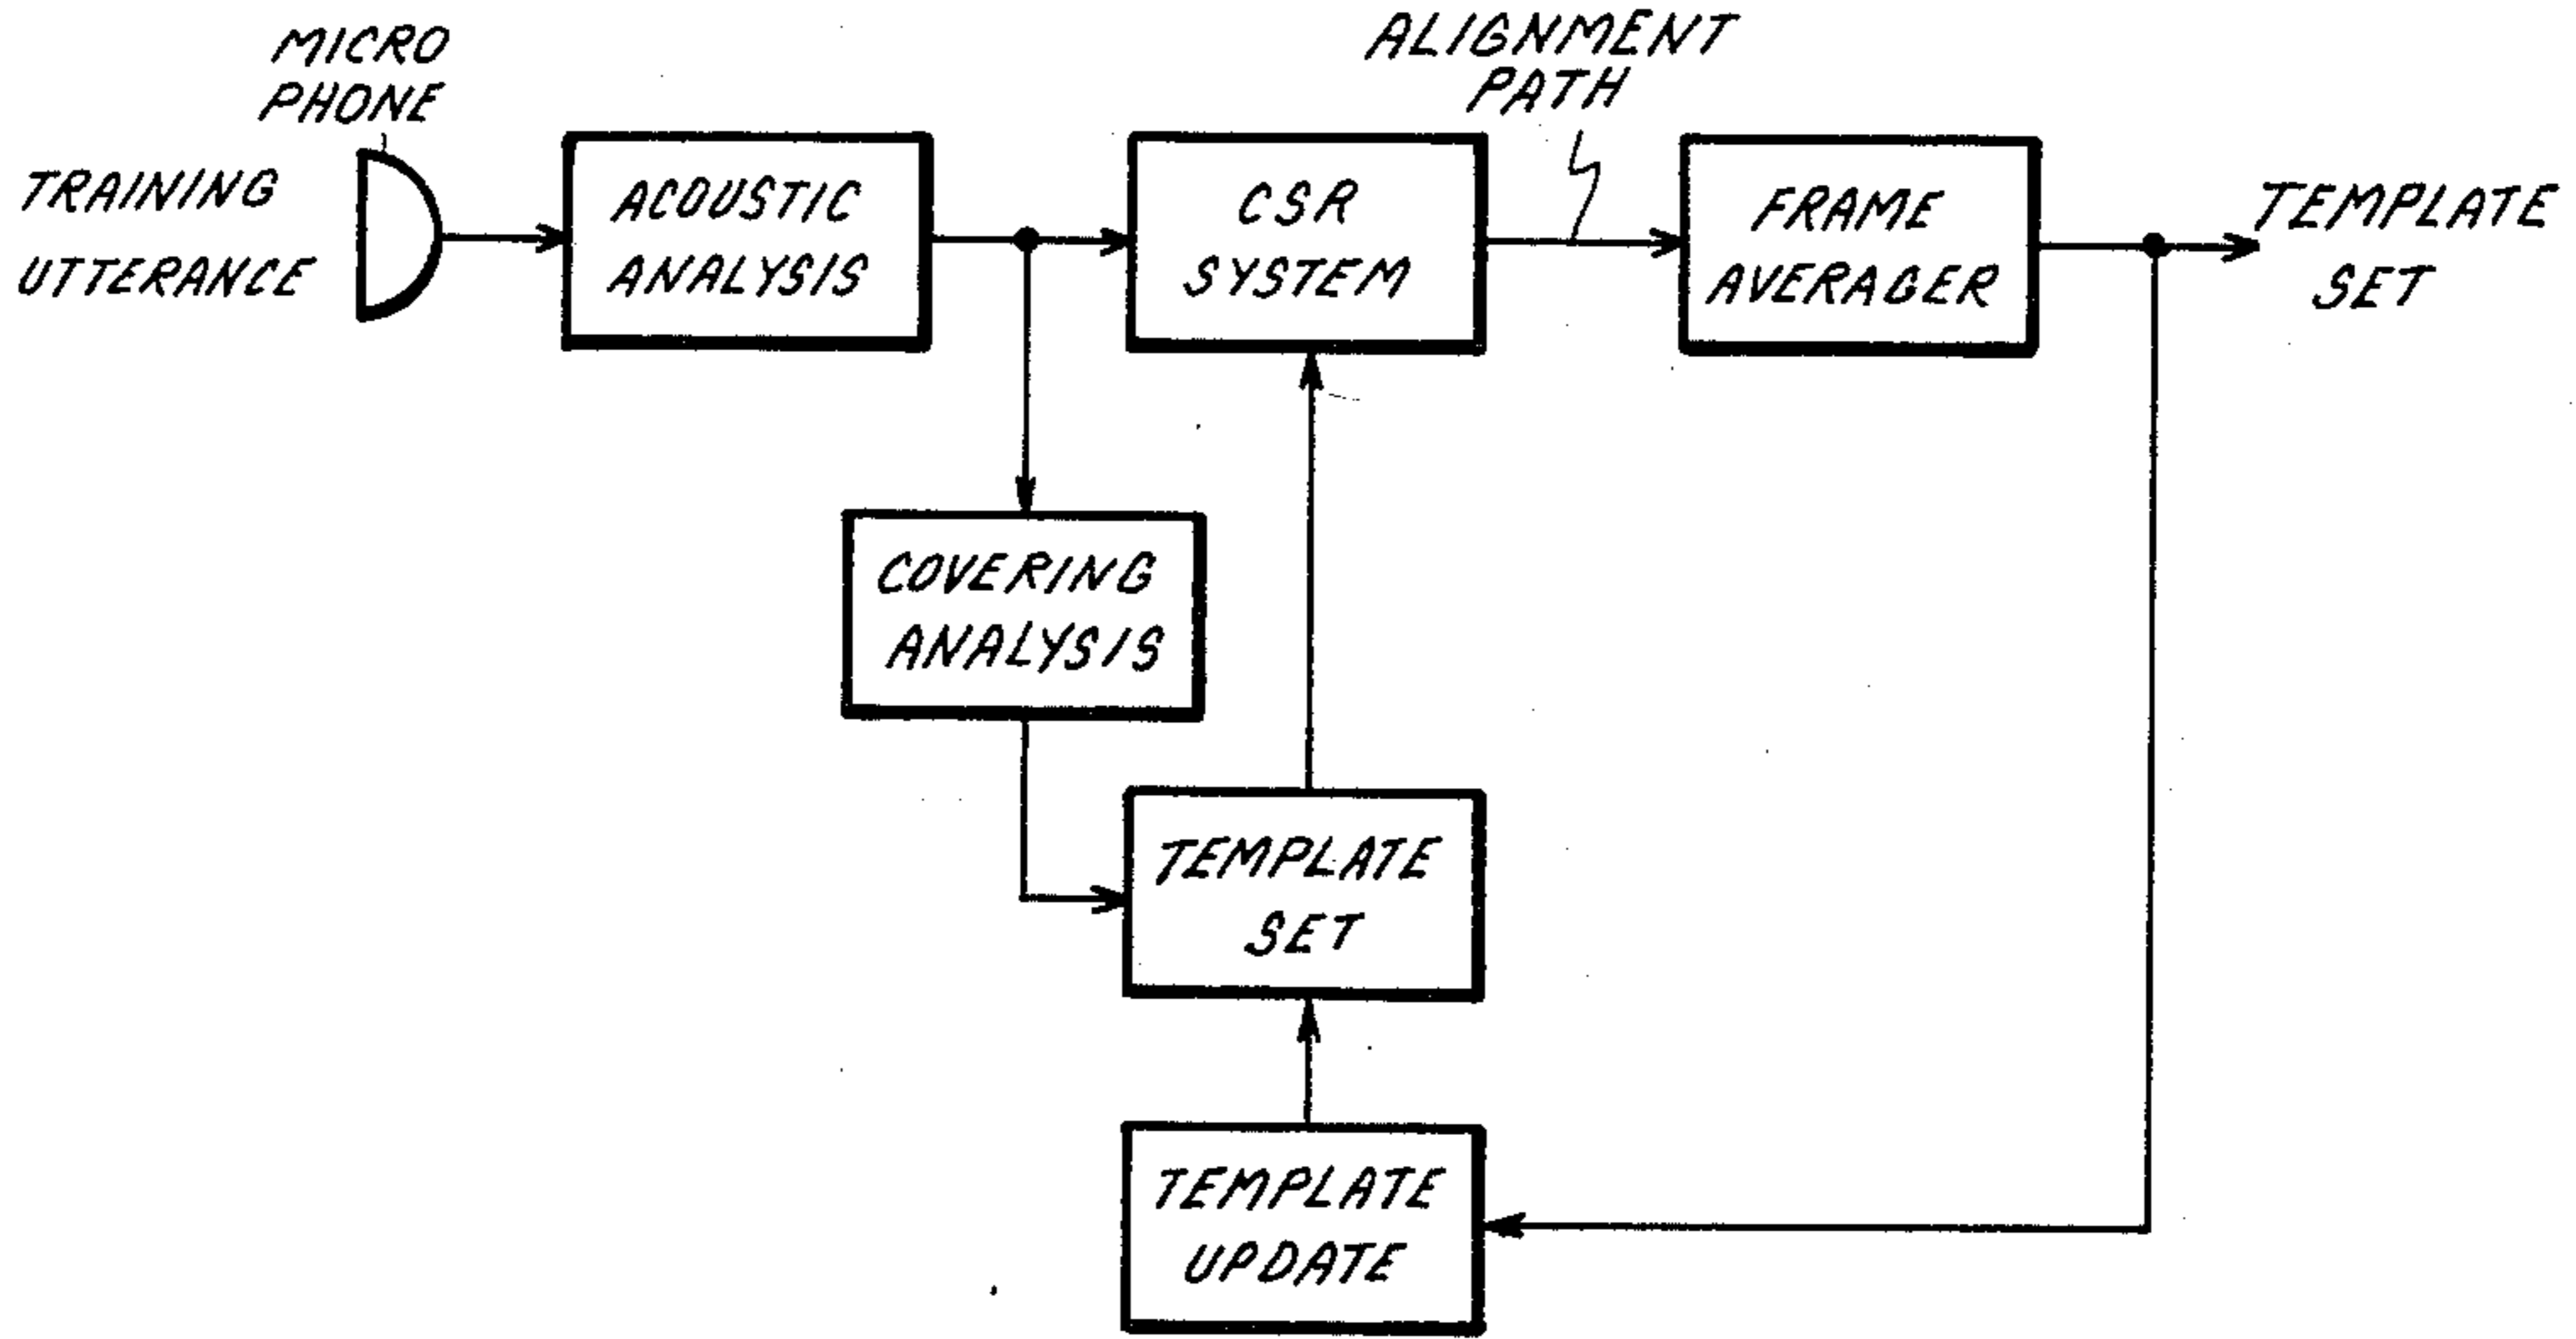 MICRO
PHONE
TRAINING
UTTERANCE
ACOUSTIC
ANALYSIS
CSR
SYSTEM
ALIGNMENT
PATH
FRAME
AVERAGER
TEMPLATE
SET
COVERING
ANALYSIS
TEMPLATE
SET
TEMPLATE
UPDATE